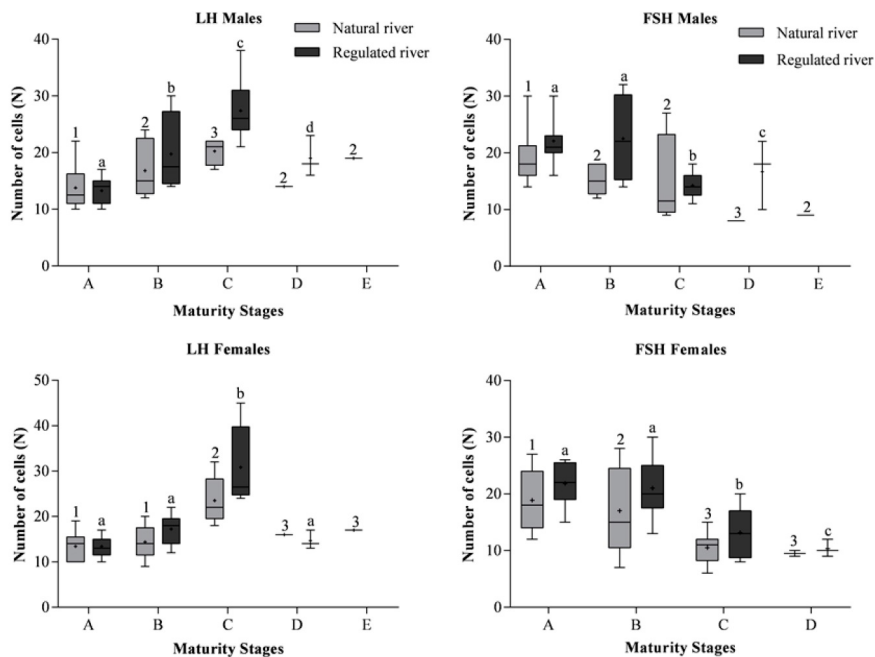 LH Males
Natural river
Regulated river
Number of cells (N)
40
30
20
10
0
1
a
2
b
3
c
2
d
2
A
B
C
D
E
Maturity Stages
FSH Males
Natural river
Regulated river
Number of cells (N)
40
30
20
10
0
1
a
2
a
2
b
3
c
2
A
B
C
D
E
Maturity Stages
LH Females
Number of cells (N)
50
40
30
20
10
0
1
a
1
a
2
b
3
a
3
A
B
C
D
E
Maturity Stages
FSH Females
Number of cells (N)
40
30
20
10
0
1
a
2
a
3
b
3
c
A
B
C
D
Maturity Stages